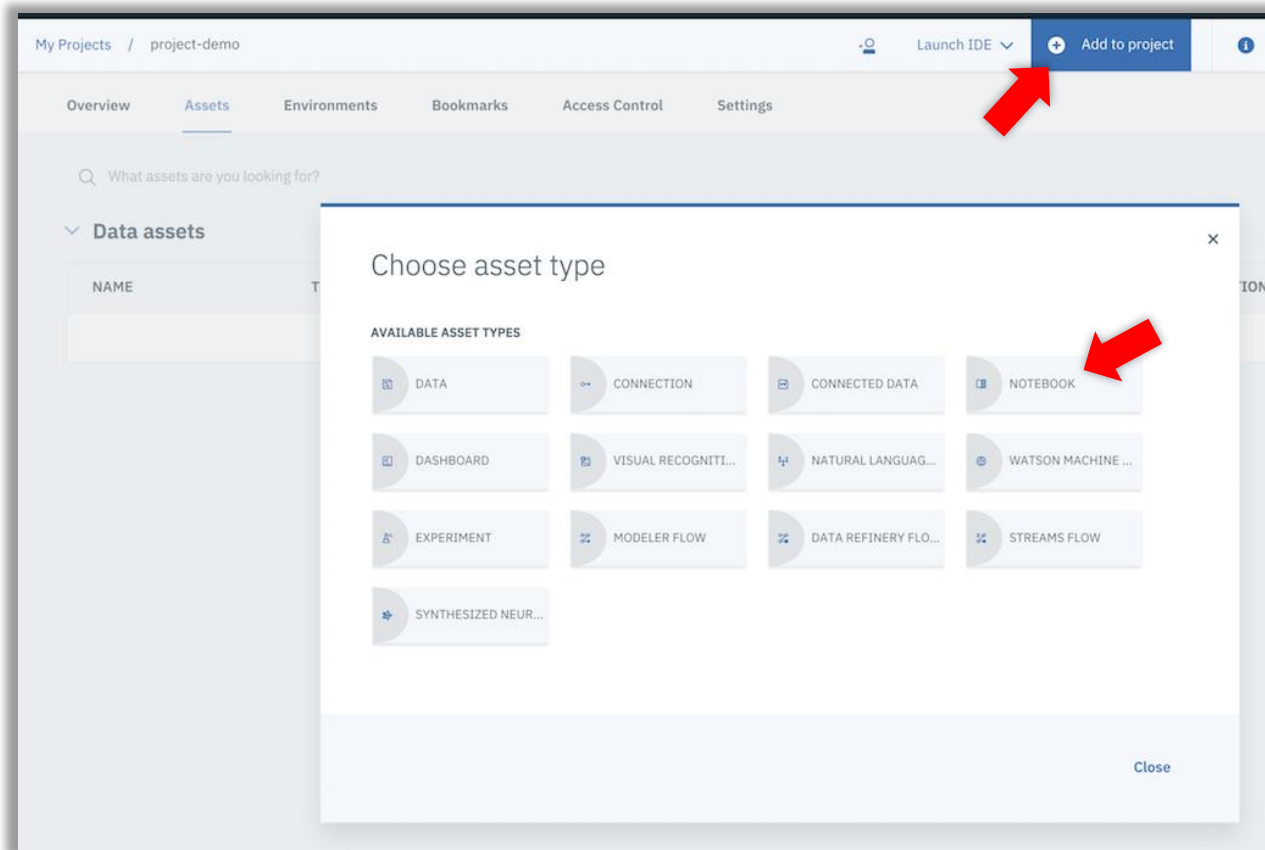 My Projects / project-demo
Launch IDE
Add to project
Overview Assets Environments Bookmarks Access Control Settings
What assets are you looking for?
Data assets
NAME T
TION
Choose asset type
AVAILABLE ASSET TYPES
DATA CONNECTION CONNECTED DATA NOTEBOOK
DASHBOARD VISUAL RECOGNITI... NATURAL LANGUAG... WATSON MACHINE ...
EXPERIMENT MODELER FLOW DATA REFINERY FLO... STREAMS FLOW
SYNTHESIZED NEUR...
Close